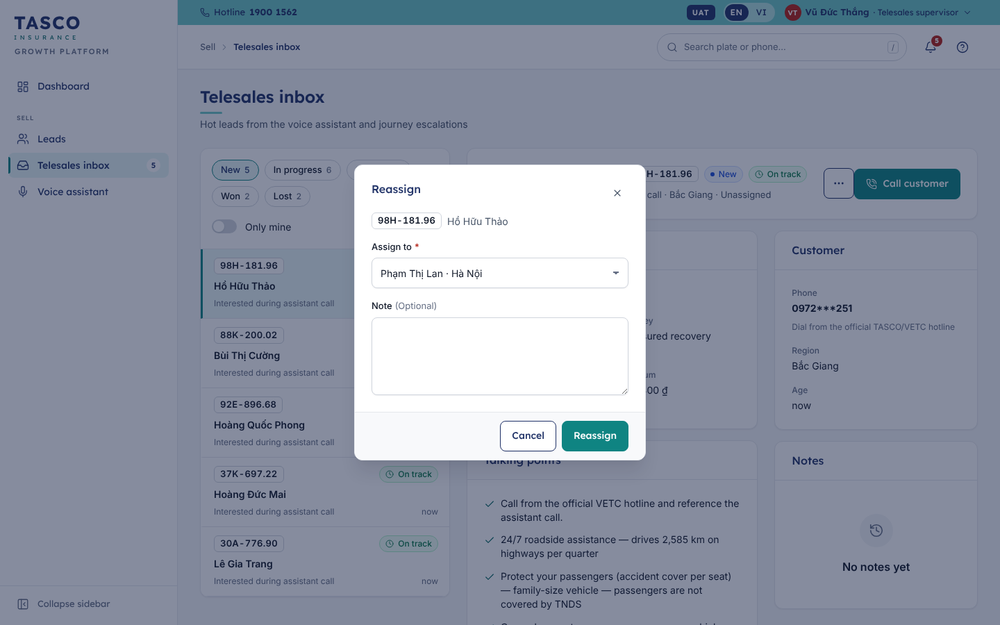 TASCO
INSURANCE
GROWTH PLATFORM
Dashboard
SELL
Leads
Telesales inbox 5
Voice assistant
Collapse sidebar
Hotline 1900 1562
UAT EN VI VT Vũ Đức Thắng · Telesales supervisor
Sell Telesales inbox
Search plate or phone... /
5
Telesales inbox
Hot leads from the voice assistant and journey escalations
New 5 In progress 6
Won 2 Lost 2
Only mine
98H-181.96
Hồ Hữu Thảo
Interested during assistant call
88K-200.02
Bùi Thị Cường
Interested during assistant call
92E-896.68
Hoàng Quốc Phong
Interested during assistant call
37K-697.22 On track
Hoàng Đức Mai
Interested during assistant call now
30A-776.90 On track
Lê Gia Trang
Interested during assistant call now
H-181.96 New On track
call · Bắc Giang · Unassigned
Call customer
Reassign
98H-181.96 Hồ Hữu Thảo
Assign to *
Phạm Thị Lan · Hà Nội
Note (Optional)
Cancel Reassign
Customer
Phone
0972***251
Dial from the official TASCO/VETC hotline
Region
Bắc Giang
Age
now
Talking points
Call from the official VETC hotline and reference the
assistant call.
24/7 roadside assistance — drives 2,585 km on
highways per quarter
Protect your passengers (accident cover per seat)
— family-size vehicle — passengers are not
covered by TNDS
Notes
No notes yet